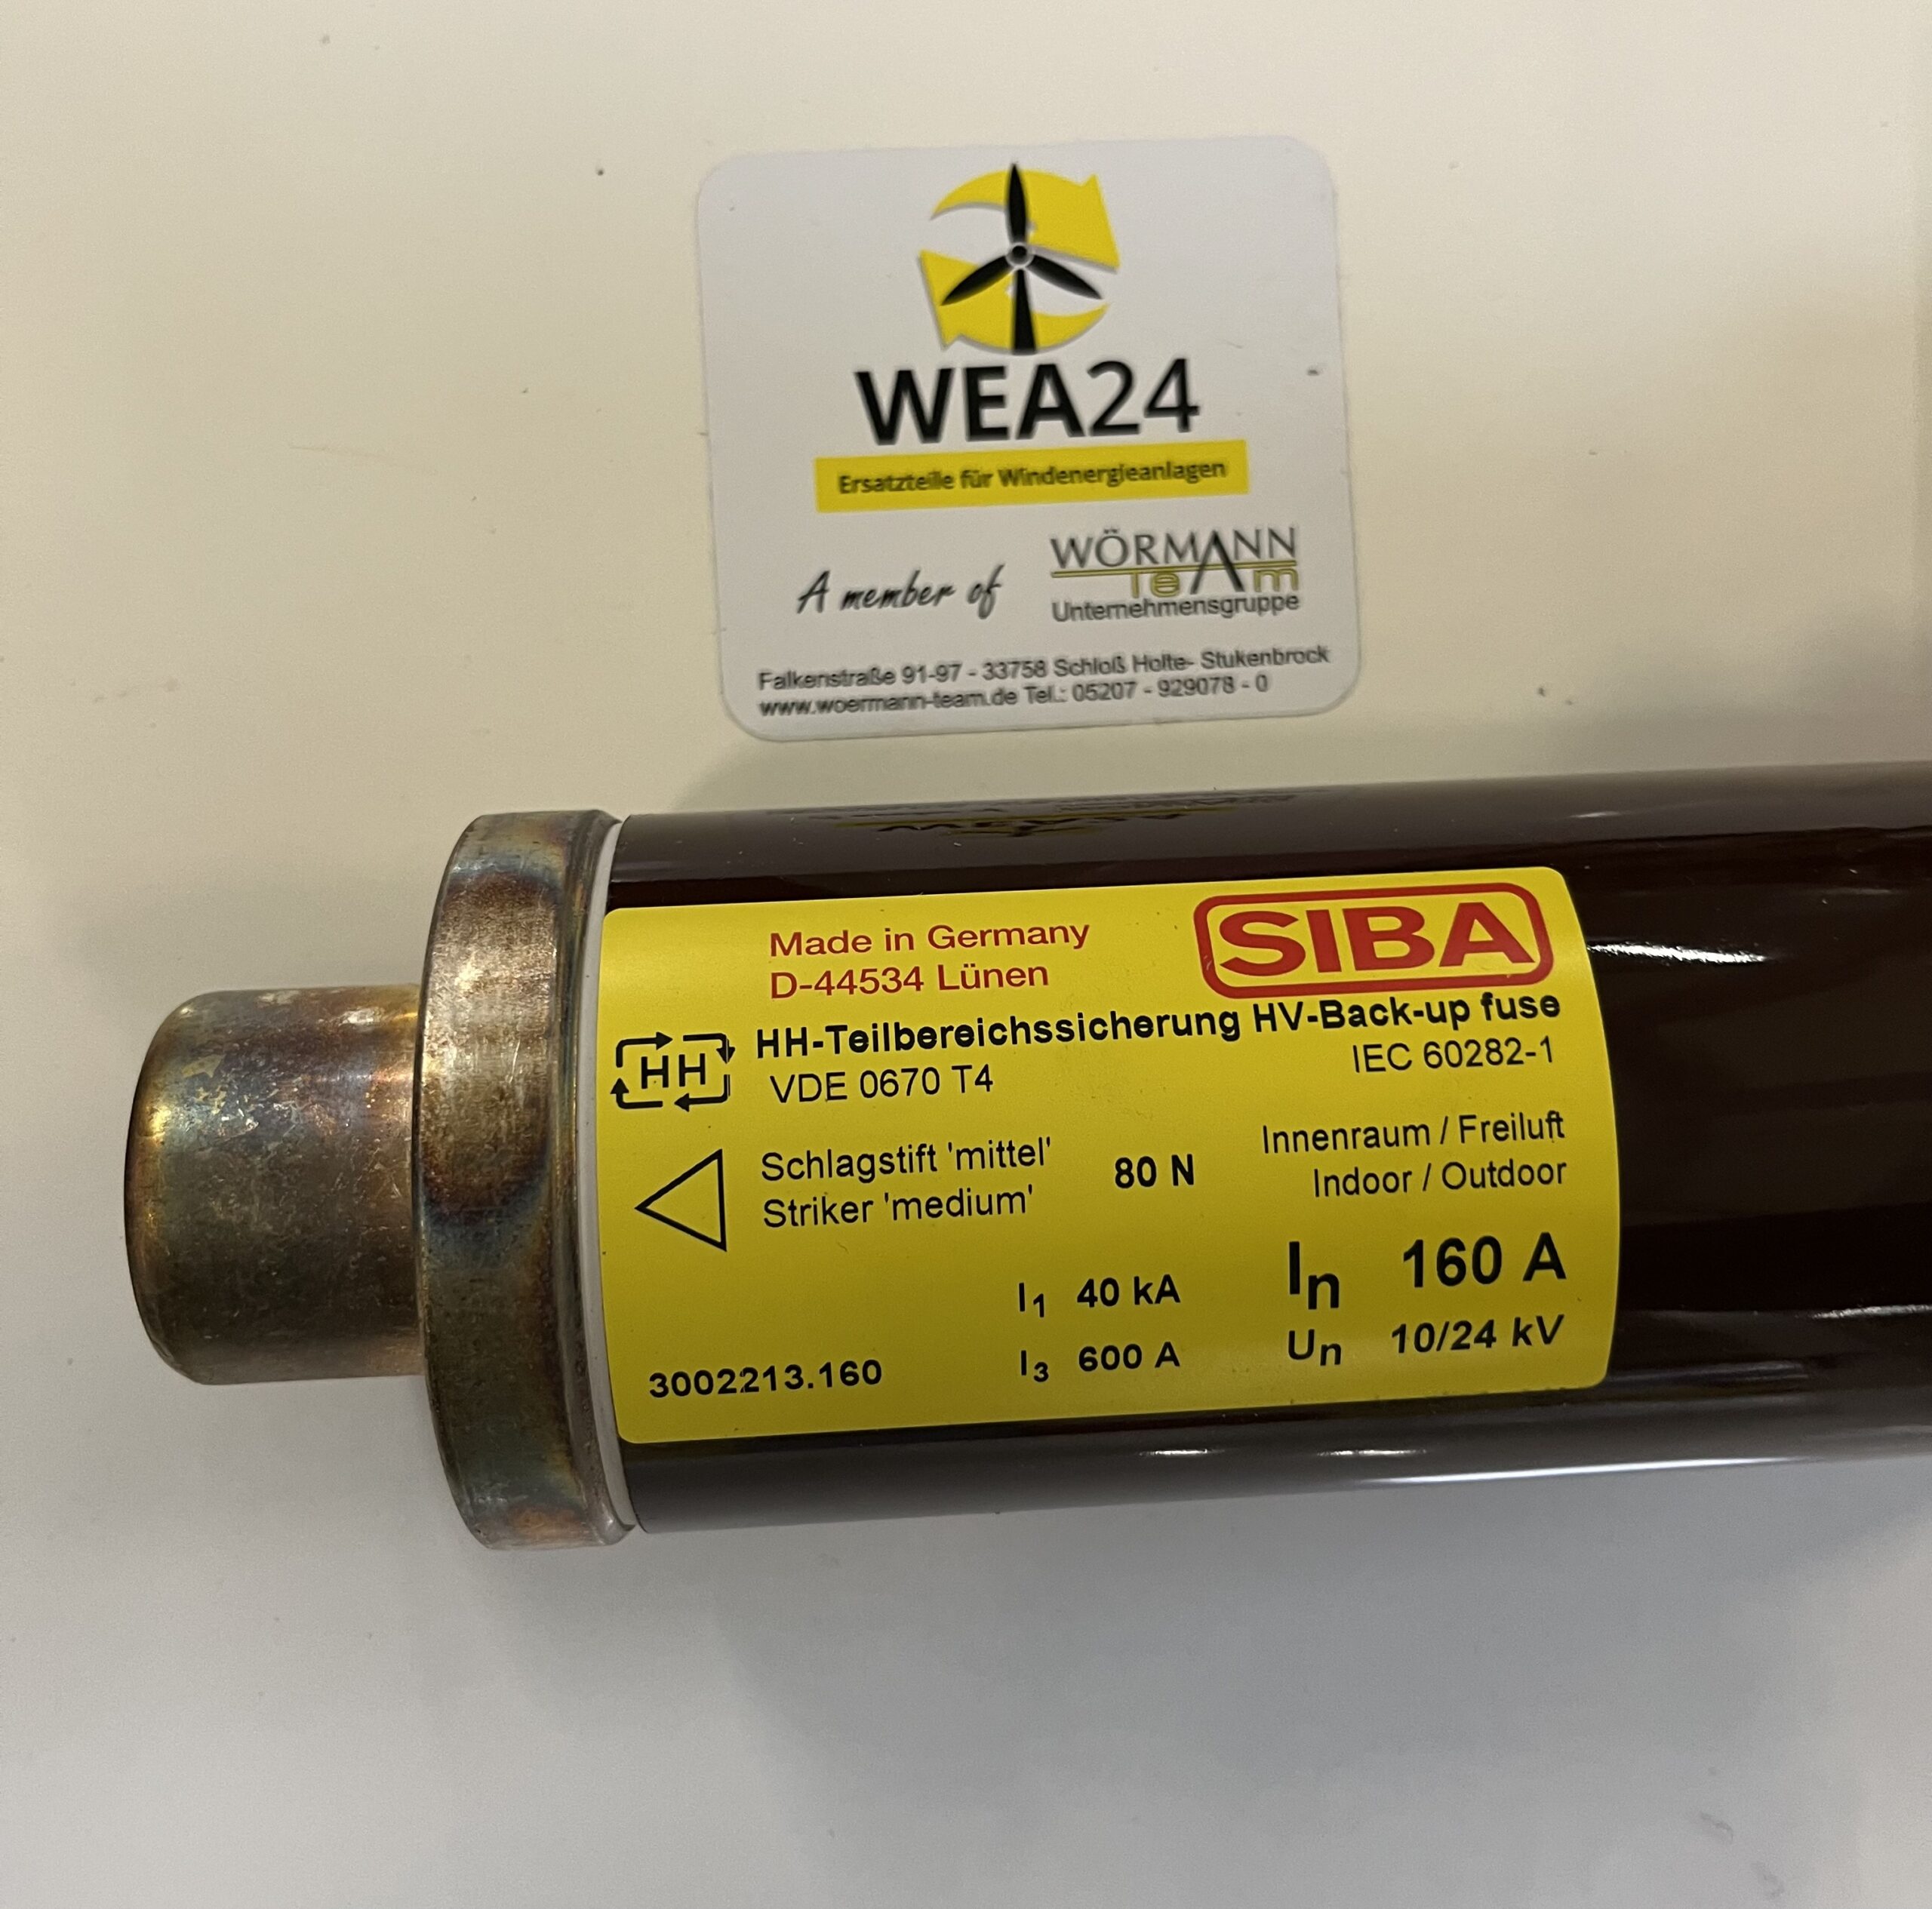 WEA24
Ersatzteile für Windenergieanlagen
A member of
WÖRMANN
TeAm
Unternehmensgruppe
Falkenstraße 91-97 - 33758 Schloß Holte- Stukenbrock
www.woermann-team.de Tel.: 05207 - 929078 - 0
Made in Germany
D-44534 Lünen
SIBA
HH
HH-Teilbereichssicherung HV-Back-up fuse
VDE 0670 T4
IEC 60282-1
Schlagstift 'mittel'
Striker 'medium'
80 N
Innenraum / Freiluft
Indoor / Outdoor
I1 40 kA
In 160 A
3002213.160
I3 600 A
Un 10/24 kV